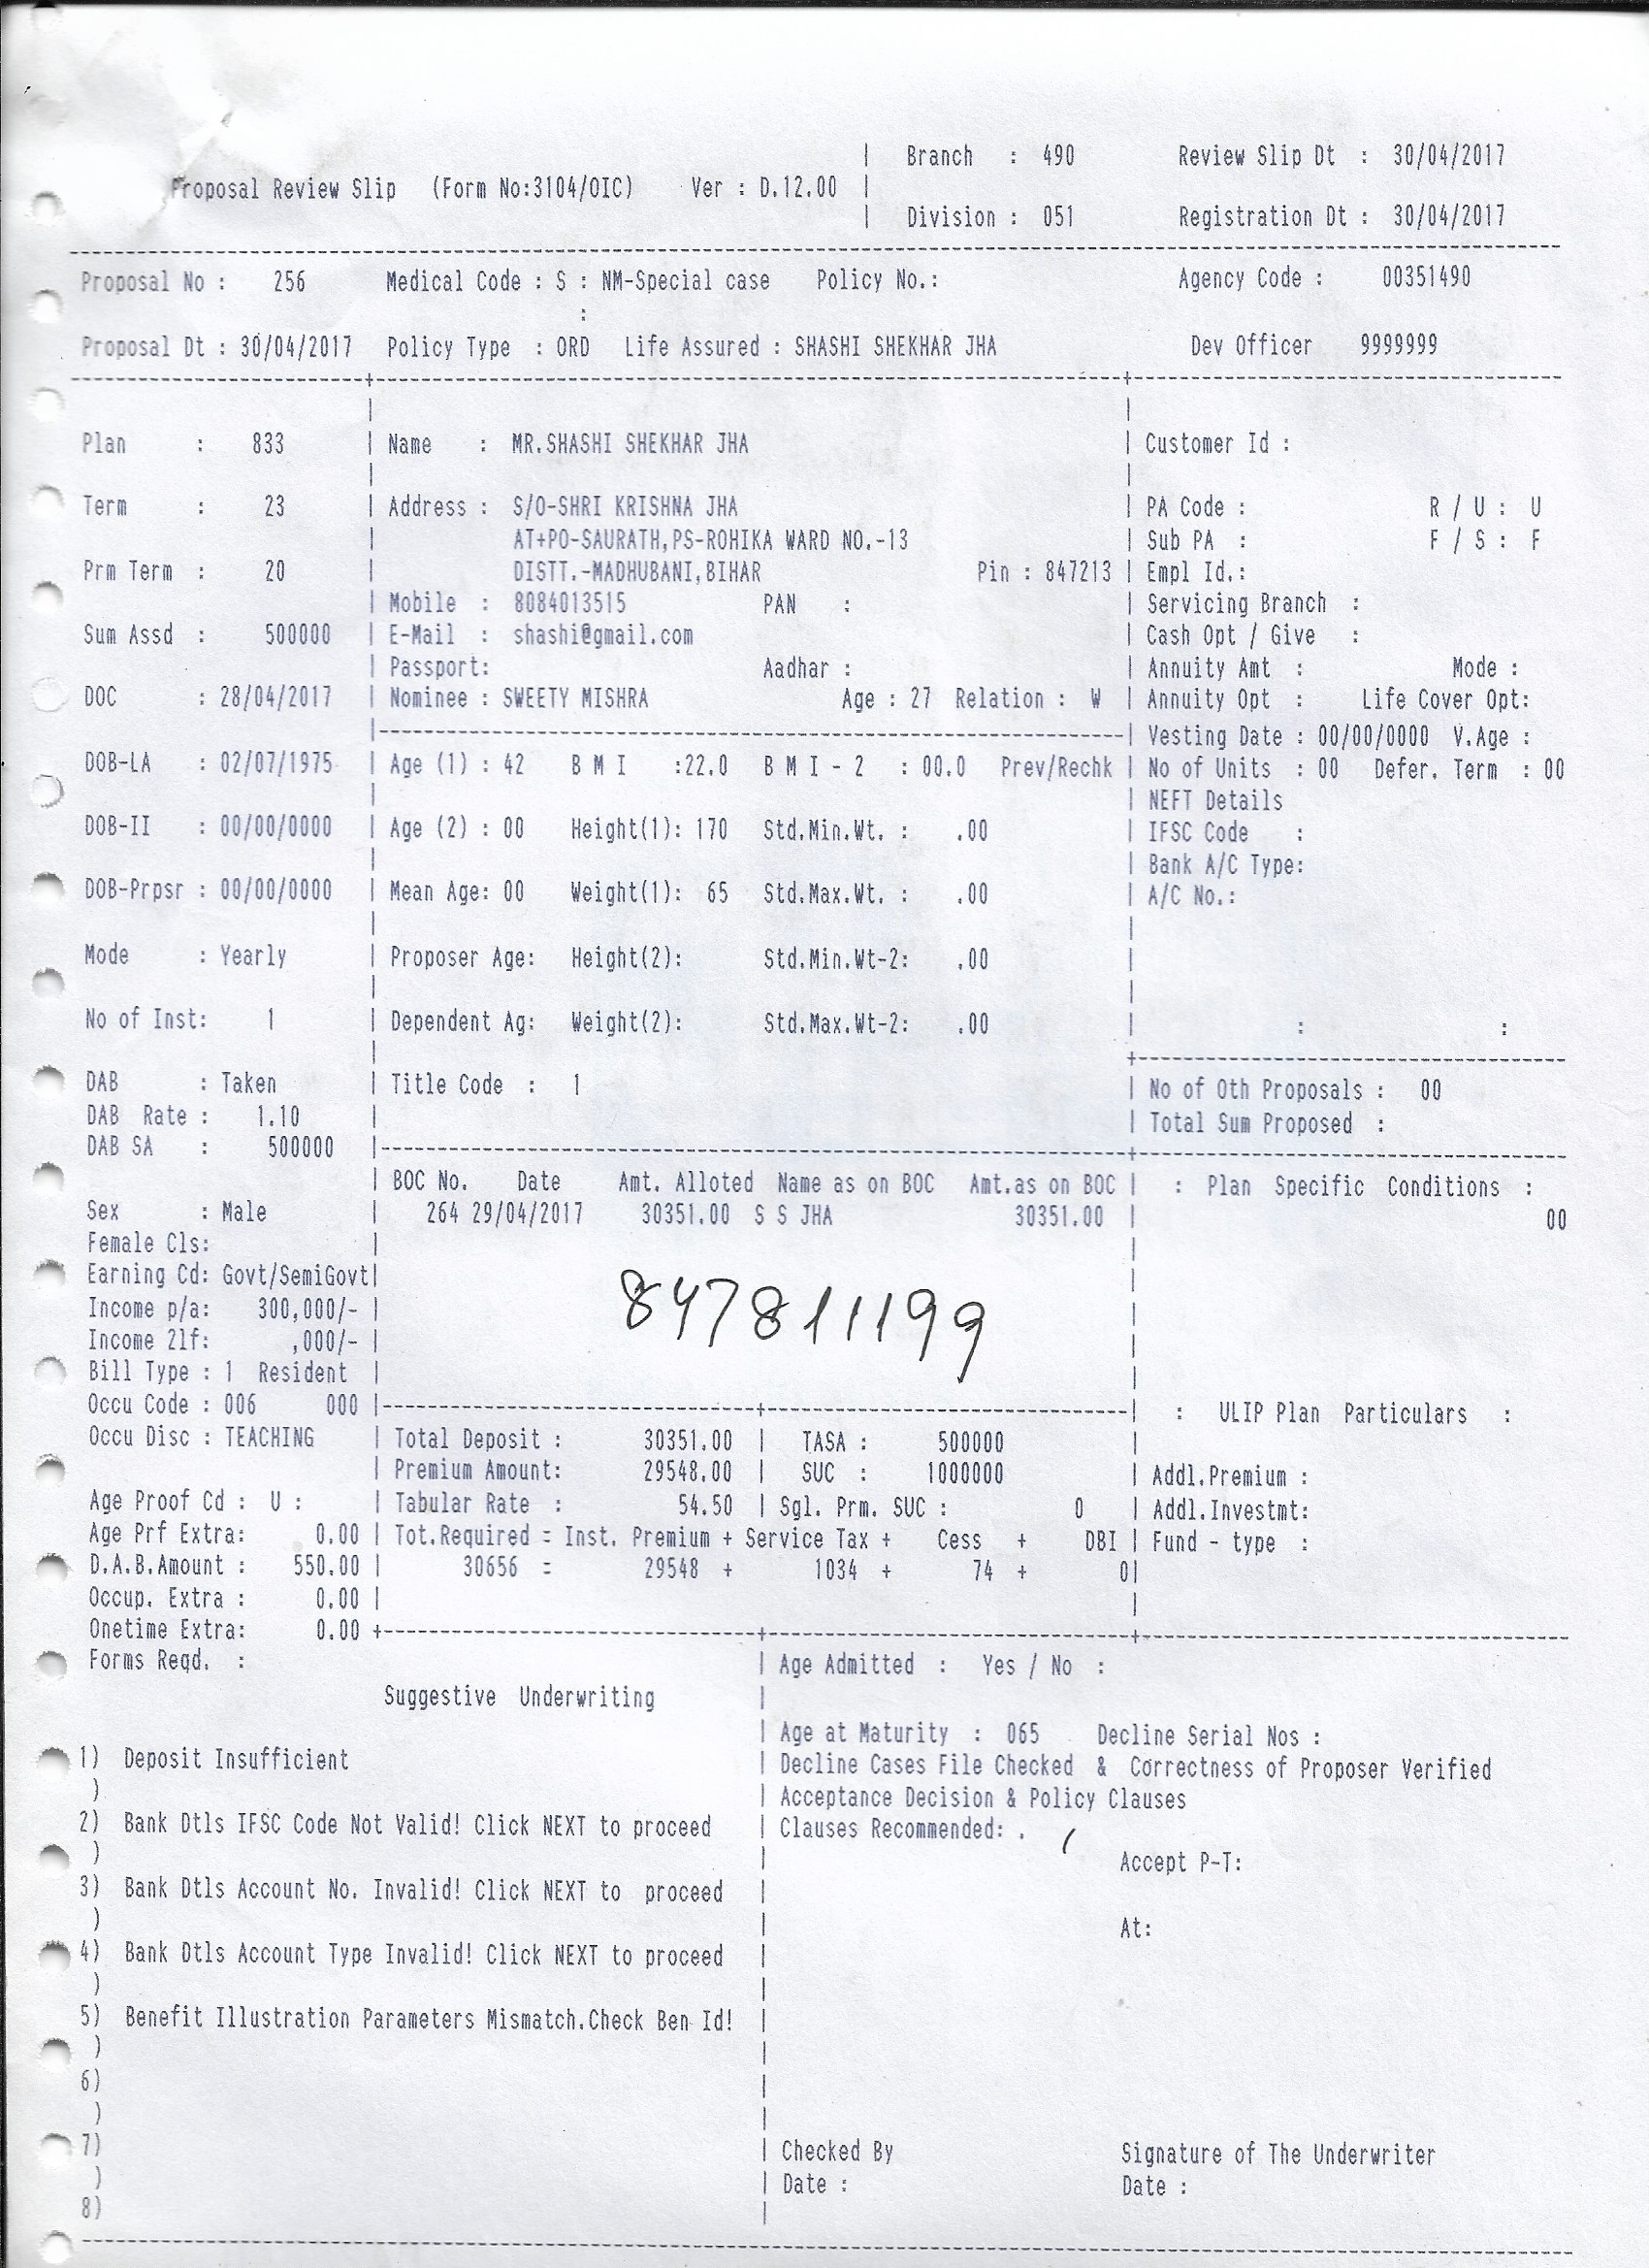 | Branch : 490 Review Slip Dt : 30/04/2017
Proposal Review Slip (Form No:3104/OIC) Ver : D.12.00 |
| Division : 051 Registration Dt : 30/04/2017
Proposal No : 256 Medical Code : S : NM-Special case Policy No.: Agency Code : 00351490
:
Proposal Dt : 30/04/2017 Policy Type : ORD Life Assured : SHASHI SHEKHAR JHA Dev Officer 9999999
Plan : 833 | Name : MR.SHASHI SHEKHAR JHA | Customer Id :
Term : 23 | Address : S/O-SHRI KRISHNA JHA | PA Code : R / U : U
| AT+PO-SAURATH,PS-ROHIKA WARD NO.-13 | Sub PA : F / S : F
Prm Term : 20 | DISTT.-MADHUBANI,BIHAR Pin : 847213 | Empl Id.:
| Mobile : 8084013515 PAN : | Servicing Branch :
Sum Assd : 500000 | E-Mail : shashi@gmail.com | Cash Opt / Give :
| Passport: Aadhar : | Annuity Amt : Mode :
DOC : 28/04/2017 | Nominee : SWEETY MISHRA Age : 27 Relation : W | Annuity Opt : Life Cover Opt:
| Vesting Date : 00/00/0000 V.Age :
DOB-LA : 02/07/1975 | Age (1) : 42 B M I :22.0 B M I - 2 : 00.0 Prev/Rechk | No of Units : 00 Defer. Term : 00
| NEFT Details
DOB-II : 00/00/0000 | Age (2) : 00 Height(1): 170 Std.Min.Wt. : .00 | IFSC Code :
| Bank A/C Type:
DOB-Prpsr : 00/00/0000 | Mean Age: 00 Weight(1): 65 Std.Max.Wt. : .00 | A/C No.:
Mode : Yearly | Proposer Age: Height(2): Std.Min.Wt-2: .00 |
No of Inst: 1 | Dependent Ag: Weight(2): Std.Max.Wt-2: .00 | : :
DAB : Taken | Title Code : 1 | No of Oth Proposals : 00
DAB Rate : 1.10 | | Total Sum Proposed :
DAB SA : 500000
| BOC No. Date Amt. Alloted Name as on BOC Amt.as on BOC | : Plan Specific Conditions :
Sex : Male | 264 29/04/2017 30351.00 S S JHA 30351.00 | 00
Female Cls: |
Earning Cd: Govt/SemiGovt|
Income p/a: 300,000/- | 847811199
Income 2lf: ,000/- |
Bill Type : 1 Resident |
Occu Code : 006 000 | : ULIP Plan Particulars :
Occu Disc : TEACHING | Total Deposit : 30351.00 | TASA : 500000 |
| Premium Amount: 29548.00 | SUC : 1000000 | Addl.Premium :
Age Proof Cd : U : | Tabular Rate : 54.50 | Sgl. Prm. SUC : 0 | Addl.Investmt:
Age Prf Extra: 0.00 | Tot.Required = Inst. Premium + Service Tax + Cess + DBI | Fund - type :
D.A.B.Amount : 550.00 | 30656 = 29548 + 1034 + 74 + 0|
Occup. Extra : 0.00 |
Onetime Extra: 0.00
Forms Reqd. : | Age Admitted : Yes / No :
Suggestive Underwriting |
| Age at Maturity : 065 Decline Serial Nos :
1) Deposit Insufficient | Decline Cases File Checked & Correctness of Proposer Verified
) | Acceptance Decision & Policy Clauses
2) Bank Dtls IFSC Code Not Valid! Click NEXT to proceed | Clauses Recommended: .
) | Accept P-T:
3) Bank Dtls Account No. Invalid! Click NEXT to proceed |
) | At:
4) Bank Dtls Account Type Invalid! Click NEXT to proceed |
) |
5) Benefit Illustration Parameters Mismatch.Check Ben Id! |
) |
6) |
) |
7) | Checked By Signature of The Underwriter
) | Date : Date :
8) |